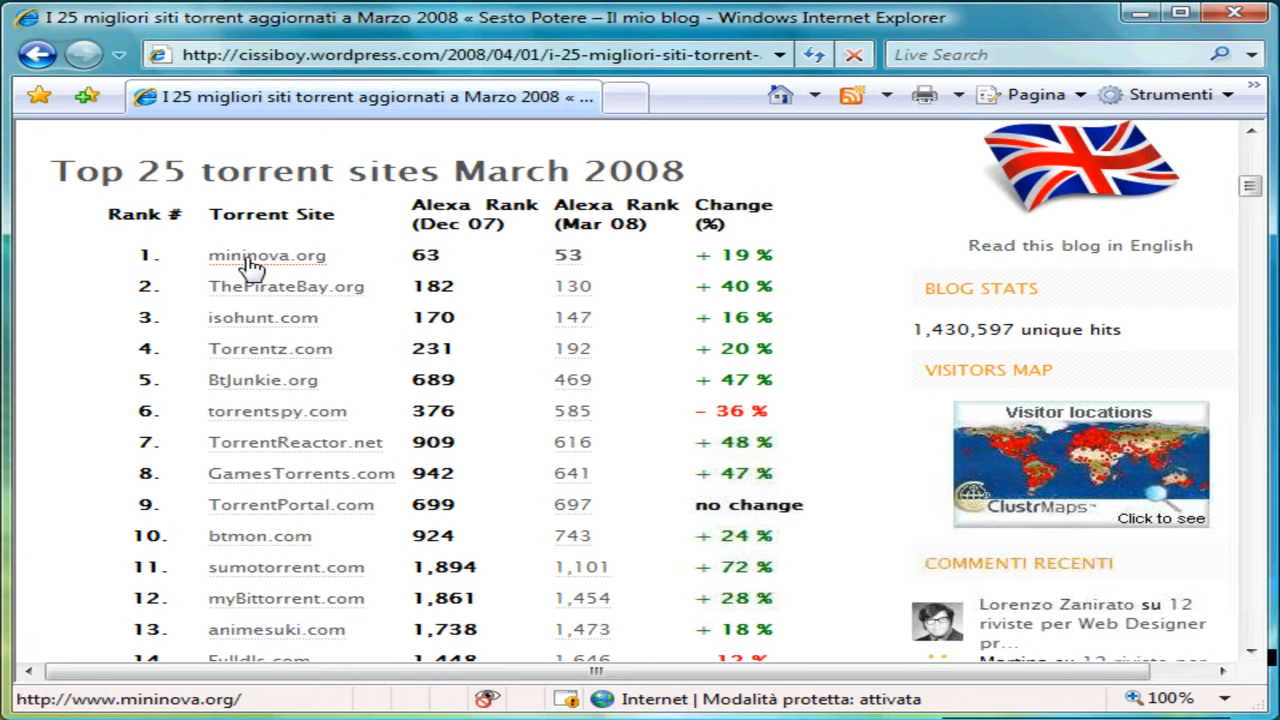 I 25 migliori siti torrent aggiornati a Marzo 2008 « Sesto Potere – Il mio blog - Windows Internet Explorer
http://cissiboy.wordpress.com/2008/04/01/i-25-migliori-siti-torrent-
Live Search
I 25 migliori siti torrent aggiornati a Marzo 2008 « ...
Pagina
Strumenti
Top 25 torrent sites March 2008
Rank # Torrent Site Alexa Rank (Dec 07) Alexa Rank (Mar 08) Change (%)
1. mininova.org 63 53 + 19 %
2. ThePirateBay.org 182 130 + 40 %
3. isohunt.com 170 147 + 16 %
4. Torrentz.com 231 192 + 20 %
5. BtJunkie.org 689 469 + 47 %
6. torrentspy.com 376 585 – 36 %
7. TorrentReactor.net 909 616 + 48 %
8. GamesTorrents.com 942 641 + 47 %
9. TorrentPortal.com 699 697 no change
10. btmon.com 924 743 + 24 %
11. sumotorrent.com 1,894 1,101 + 72 %
12. myBittorrent.com 1,861 1,454 + 28 %
13. animesuki.com 1,738 1,473 + 18 %
14. Fulldls.com 1,448 1,646
Read this blog in English
BLOG STATS
1,430,597 unique hits
VISITORS MAP
Visitor locations
ClustrMaps™
Click to see
COMMENTI RECENTI
Lorenzo Zanirato su 12
riviste per Web Designer
pr...
http://www.mininova.org/
Internet | Modalità protetta: attivata
100%